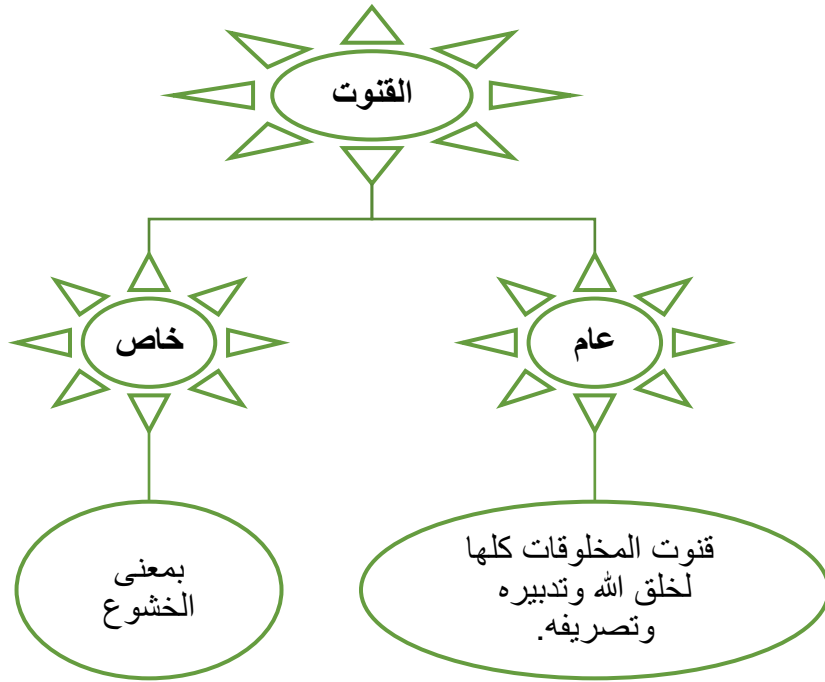 القنوت
عام
خاص
قنوت المخلوقات كلها
لخلق الله وتدبيره
وتصريفه.
بمعنى
الخشوع